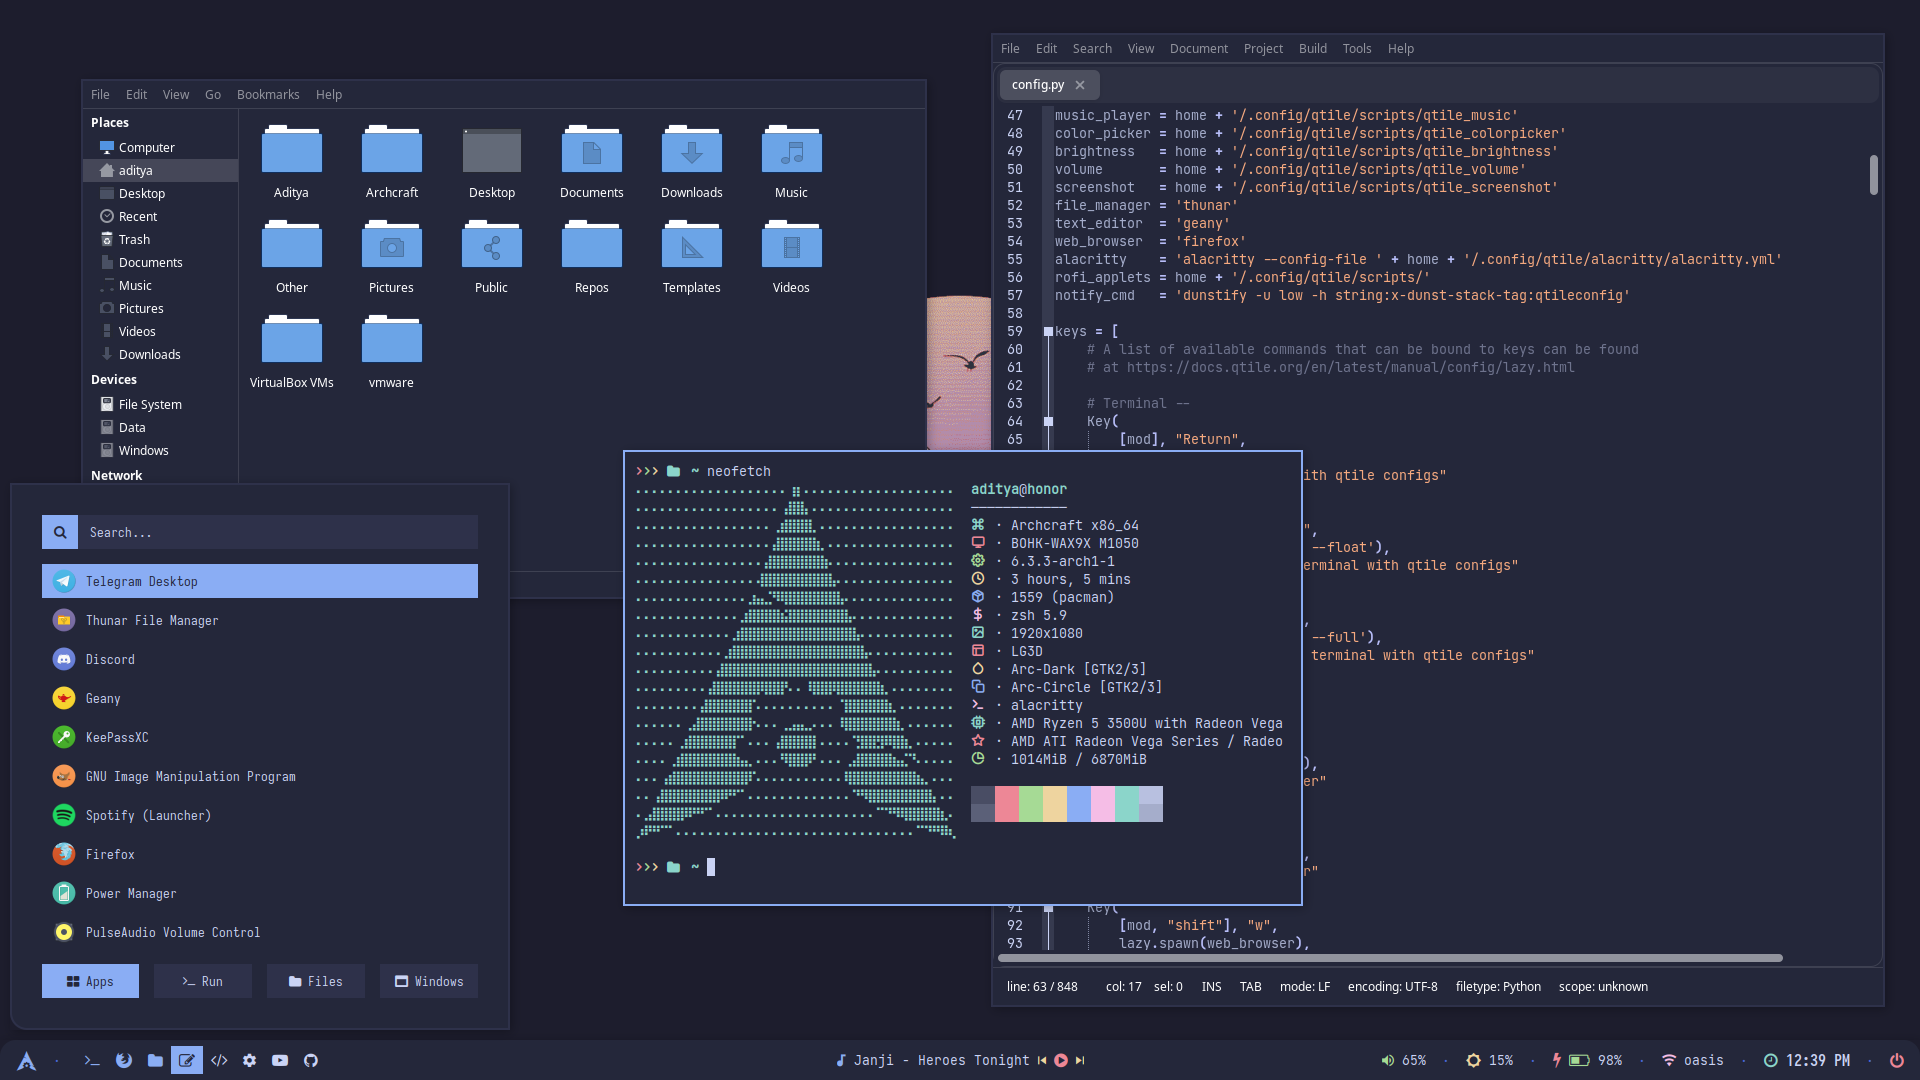 File Edit View Go Bookmarks Help
Places
Computer
aditya
Desktop
Recent
Trash
Documents
Music
Pictures
Videos
Downloads
Devices
File System
Data
Windows
Network
Aditya Archcraft Desktop Documents Downloads Music
Other Pictures Public Repos Templates Videos
VirtualBox VMs vmware
File Edit Search View Document Project Build Tools Help
config.py
47 music_player = home + '/.config/qtile/scripts/qtile_music'
48 color_picker = home + '/.config/qtile/scripts/qtile_colorpicker'
49 brightness = home + '/.config/qtile/scripts/qtile_brightness'
50 volume = home + '/.config/qtile/scripts/qtile_volume'
51 screenshot = home + '/.config/qtile/scripts/qtile_screenshot'
52 file_manager = 'thunar'
53 text_editor = 'geany'
54 web_browser = 'firefox'
55 alacritty = 'alacritty --config-file ' + home + '/.config/qtile/alacritty/alacritty.yml'
56 rofi_applets = home + '/.config/qtile/scripts/'
57 notify_cmd = 'dunstify -u low -h string:x-dunst-stack-tag:qtileconfig'
58
59 keys = [
60 # A list of available commands that can be bound to keys can be found
61 # at https://docs.qtile.org/en/latest/manual/config/lazy.html
62
63 # Terminal --
64 Key(
65 [mod], "Return",
ith qtile configs"
",
--float'),
erminal with qtile configs"
,
--full'),
terminal with qtile configs"
),
er"
,
r"
91 Key(
92 [mod, "shift"], "w",
93 lazy.spawn(web_browser),
line: 63 / 848 col: 17 sel: 0 INS TAB mode: LF encoding: UTF-8 filetype: Python scope: unknown
>>> ~ neofetch
aditya@honor
Archcraft x86_64
BOHK-WAX9X M1050
6.3.3-arch1-1
3 hours, 5 mins
1559 (pacman)
zsh 5.9
1920x1080
LG3D
Arc-Dark [GTK2/3]
Arc-Circle [GTK2/3]
alacritty
AMD Ryzen 5 3500U with Radeon Vega
AMD ATI Radeon Vega Series / Radeo
1014MiB / 6870MiB
>>> ~
Search...
Telegram Desktop
Thunar File Manager
Discord
Geany
KeePassXC
GNU Image Manipulation Program
Spotify (Launcher)
Firefox
Power Manager
PulseAudio Volume Control
Apps Run Files Windows
Janji - Heroes Tonight
65% 15% 98% oasis 12:39 PM